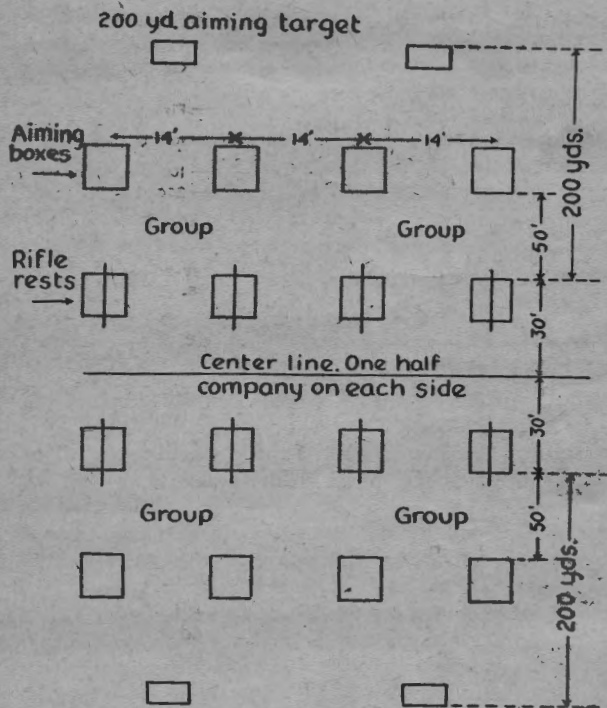 200 yd. aiming target
Aiming
boxes
14' 14' 14'
200 yds.
Group Group
50'
Rifle
rests
30'
Center line. One half
company on each side
30'
Group Group
50'
200 yds.